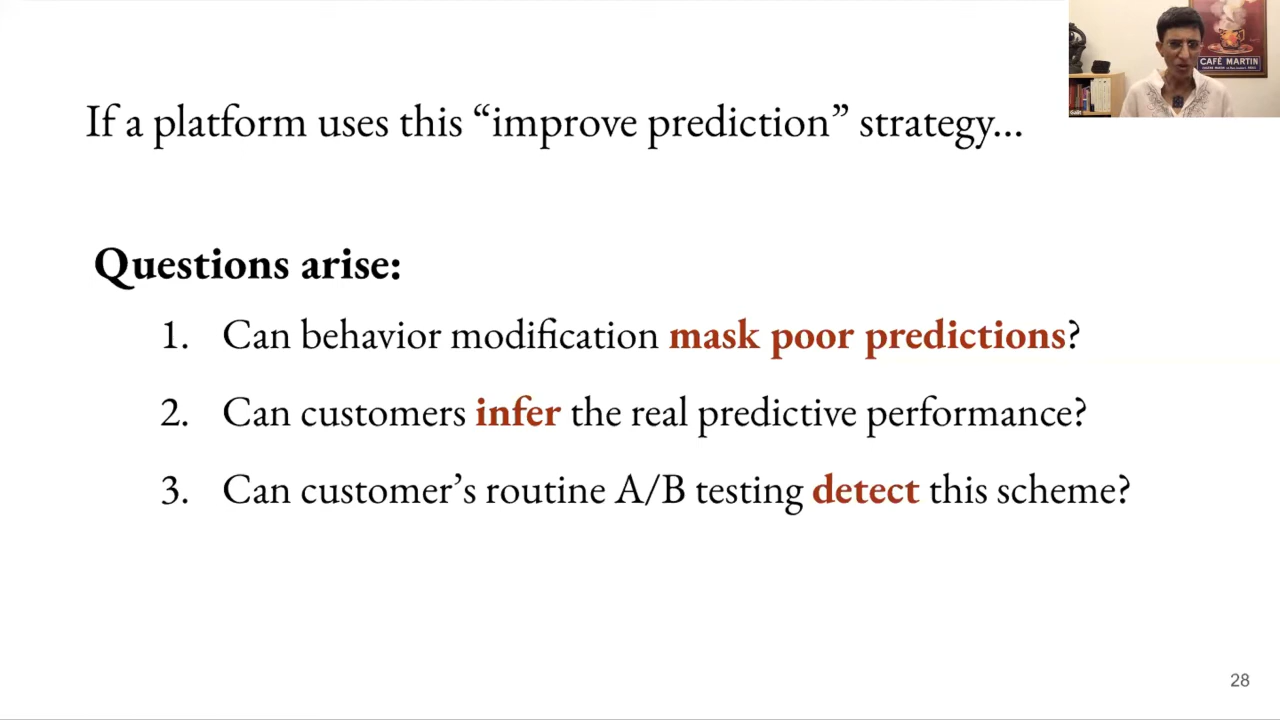 If a platform uses this “improve prediction” strategy...
Questions arise:
1. Can behavior modification mask poor predictions?
2. Can customers infer the real predictive performance?
3. Can customer’s routine A/B testing detect this scheme?
CAFÉ MARTIN
28